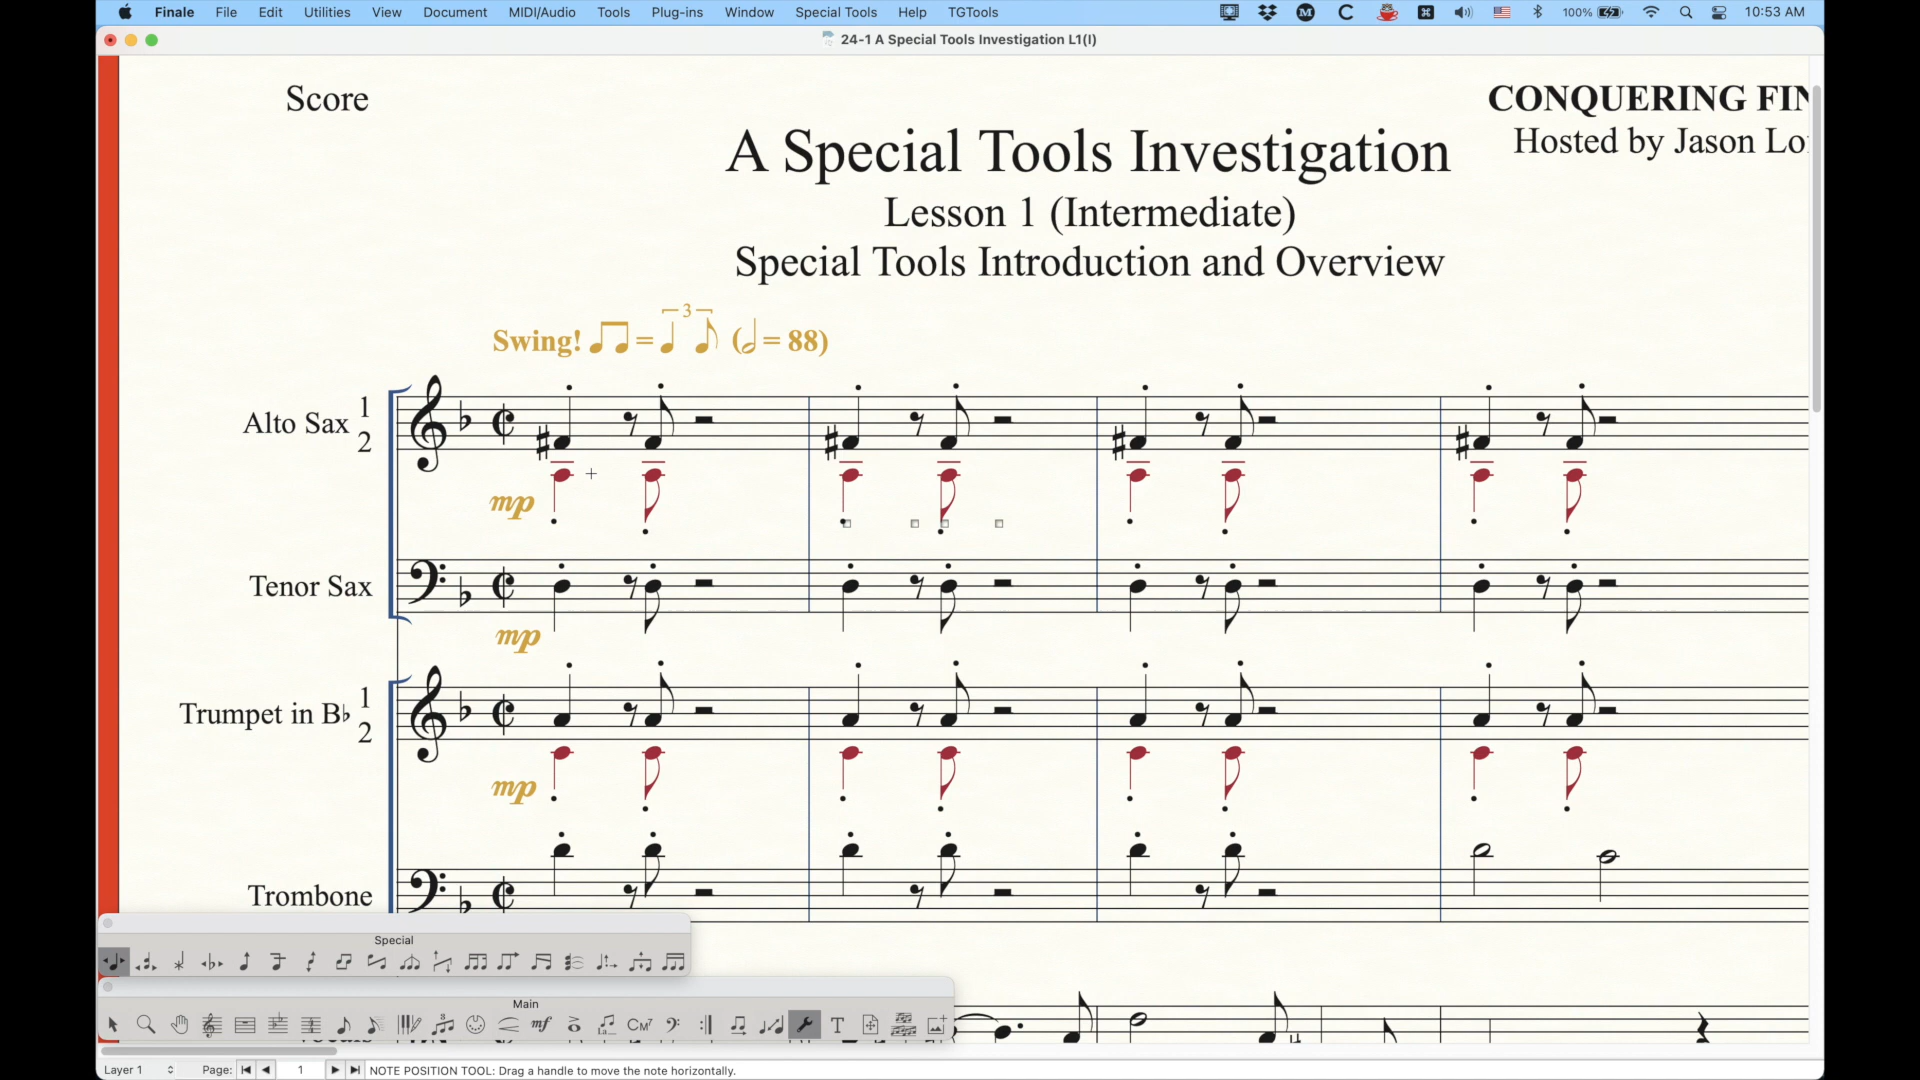 Finale File Edit Utilities View Document MIDI/Audio Tools Plug-ins Window Special Tools Help TGTools 100% 10:53 AM
24-1 A Special Tools Investigation L1(I)
Score
CONQUERING FIN
A Special Tools Investigation
Hosted by Jason Lo
Lesson 1 (Intermediate)
Special Tools Introduction and Overview
3
Swing! = ( = 88)
Alto Sax 1 2
mp
Tenor Sax
mp
Trumpet in B♭ 1 2
mp
Trombone
Special
Main
mf CM7 T
Layer 1 Page: 1 NOTE POSITION TOOL: Drag a handle to move the note horizontally.